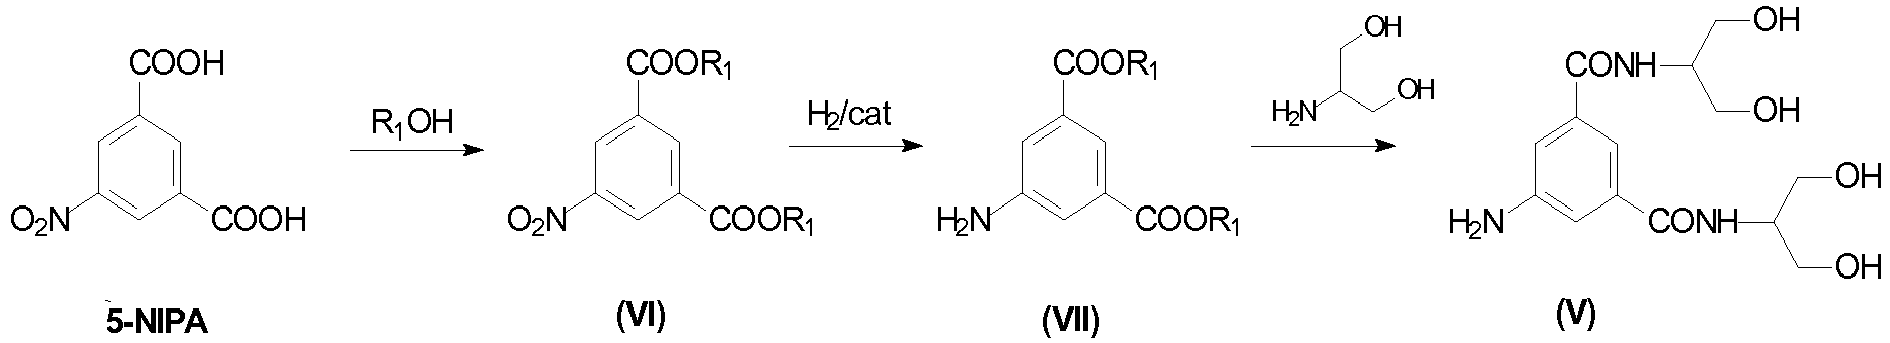 COOH
O₂N
COOH
5-NIPA
R₁OH
COOR₁
O₂N
COOR₁
(VI)
H₂/cat
COOR₁
H₂N
COOR₁
(VII)
OH
OH
H₂N
OH
CONH
OH
H₂N
CONH
OH
OH
(V)